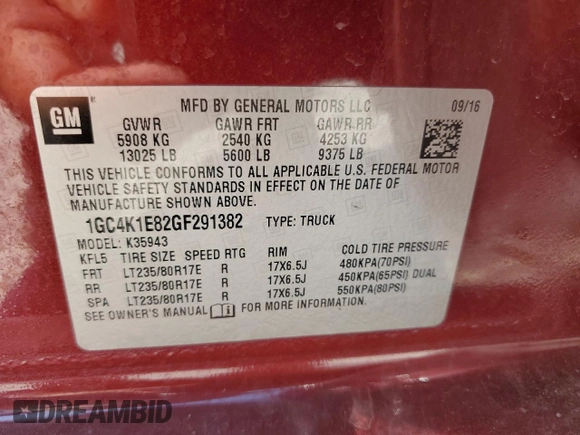 GM
MFD BY GENERAL MOTORS LLC 09/16
GVWR GAWR FRT GAWR RR
5908 KG 2540 KG 4253 KG
13025 LB 5600 LB 9375 LB
THIS VEHICLE CONFORMS TO ALL APPLICABLE U.S. FEDERAL MOTOR
VEHICLE SAFETY STANDARDS IN EFFECT ON THE DATE OF
MANUFACTURE SHOWN ABOVE.
1GC4K1E82GF291382 TYPE: TRUCK
MODEL: K35943
KFL5 TIRE SIZE SPEED RTG RIM COLD TIRE PRESSURE
FRT LT235/80R17E R 17X6.5J 480KPA(70PSI)
RR LT235/80R17E R 17X6.5J 450KPA(65PSI) DUAL
SPA LT235/80R17E R 17X6.5J 550KPA(80PSI)
SEE OWNER'S MANUAL FOR MORE INFORMATION.
DREAMBID